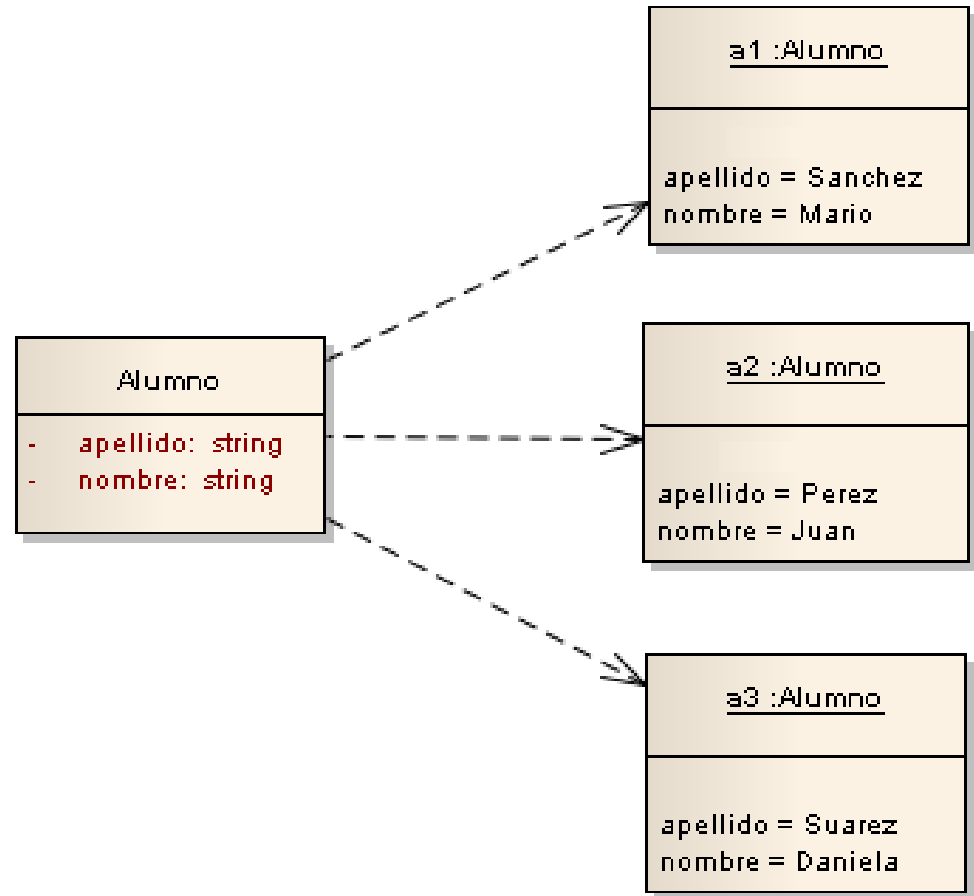 a1 :Alumno
apellido = Sanchez
nombre = Mario
Alumno
- apellido: string
- nombre: string
a2 :Alumno
apellido = Perez
nombre = Juan
a3 :Alumno
apellido = Suarez
nombre = Daniela